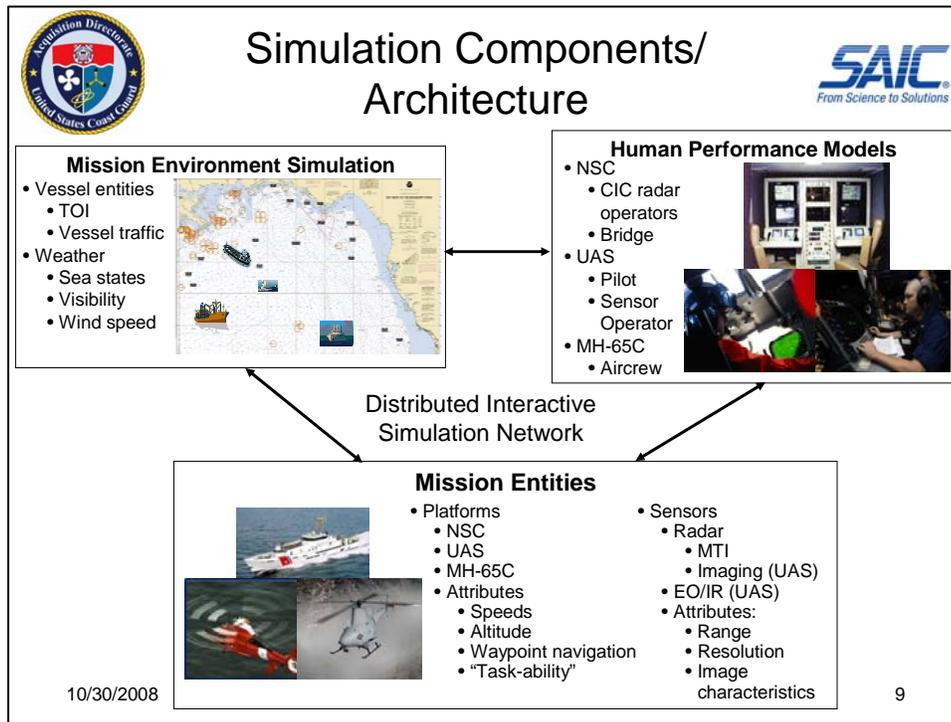 Acquisition Directorate
United States Coast Guard
Simulation Components/
Architecture
SAIC®
From Science to Solutions
Mission Environment Simulation
• Vessel entities
• TOI
• Vessel traffic
• Weather
• Sea states
• Visibility
• Wind speed
Human Performance Models
• NSC
• CIC radar
operators
• Bridge
• UAS
• Pilot
• Sensor
Operator
• MH-65C
• Aircrew
Distributed Interactive
Simulation Network
Mission Entities
• Platforms
• NSC
• UAS
• MH-65C
• Attributes
• Speeds
• Altitude
• Waypoint navigation
• “Task-ability”
• Sensors
• Radar
• MTI
• Imaging (UAS)
• EO/IR (UAS)
• Attributes:
• Range
• Resolution
• Image
characteristics
10/30/2008
9